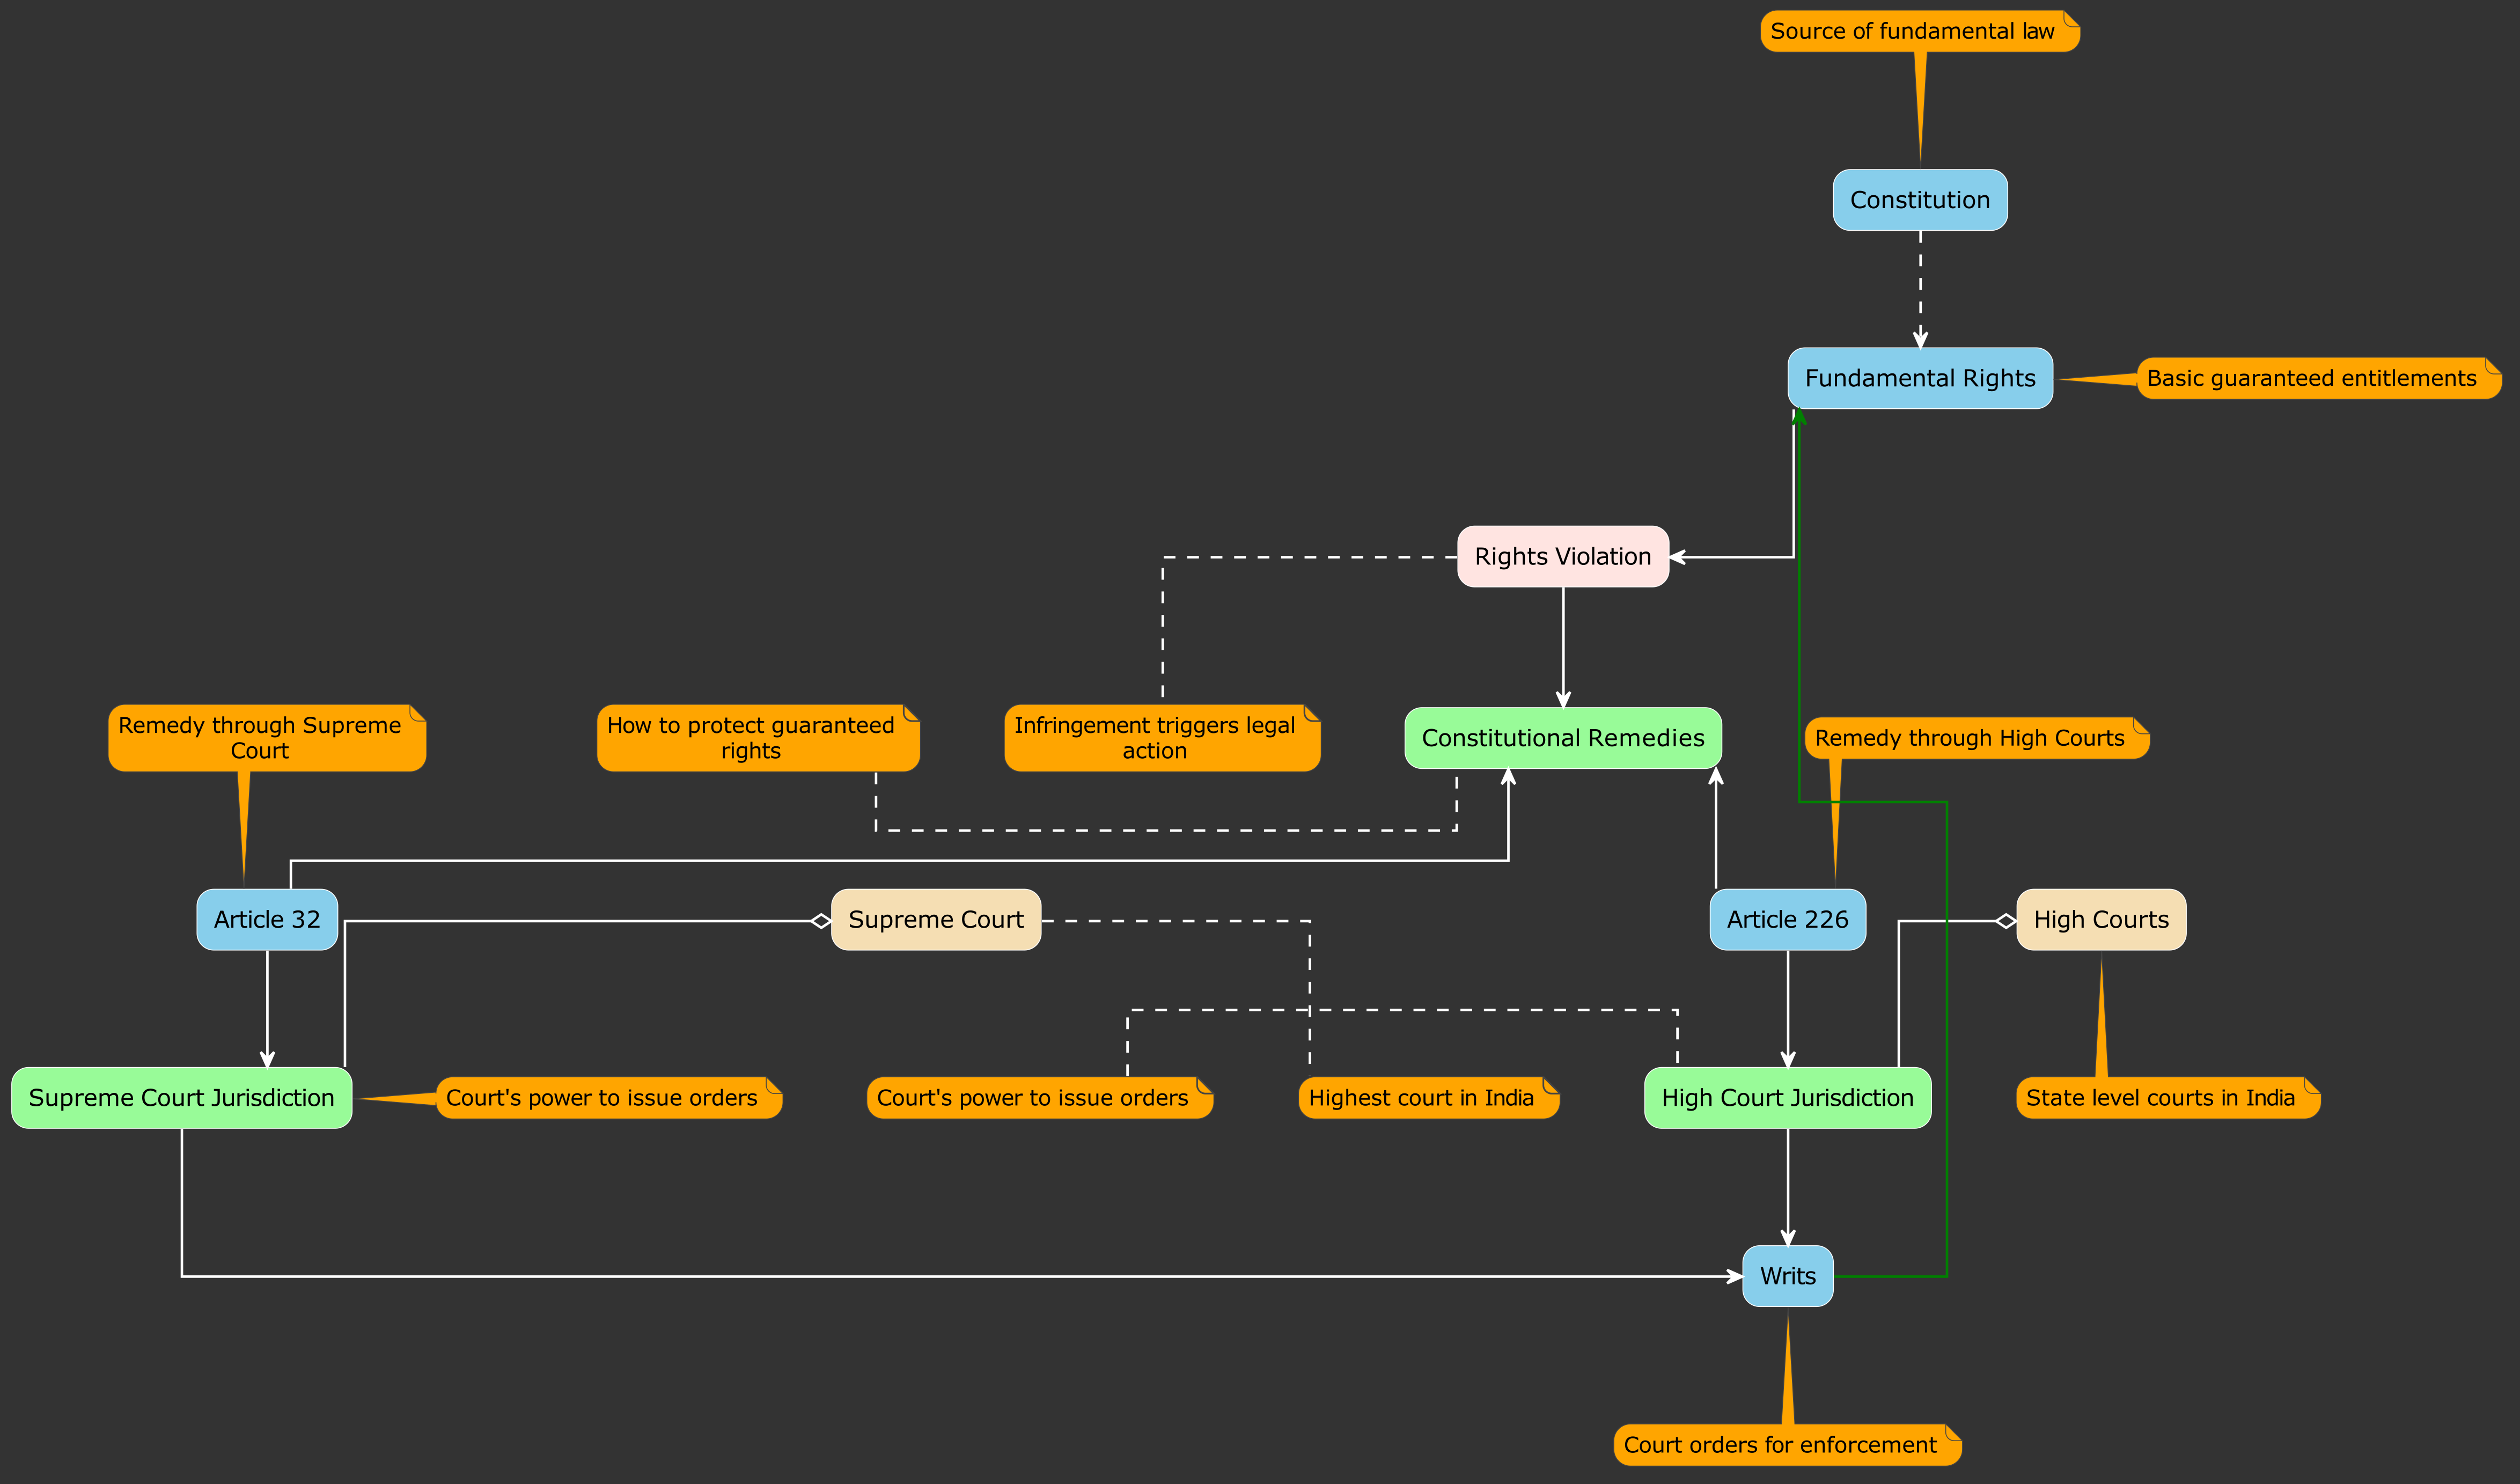 Source of fundamental law
Constitution
Fundamental Rights
Basic guaranteed entitlements
Rights Violation
Remedy through Supreme
Court
How to protect guaranteed
rights
Infringement triggers legal
action
Constitutional Remedies
Remedy through High Courts
Article 32
Supreme Court
Article 226
High Courts
Supreme Court Jurisdiction
Court's power to issue orders
Court's power to issue orders
Highest court in India
High Court Jurisdiction
State level courts in India
Writs
Court orders for enforcement